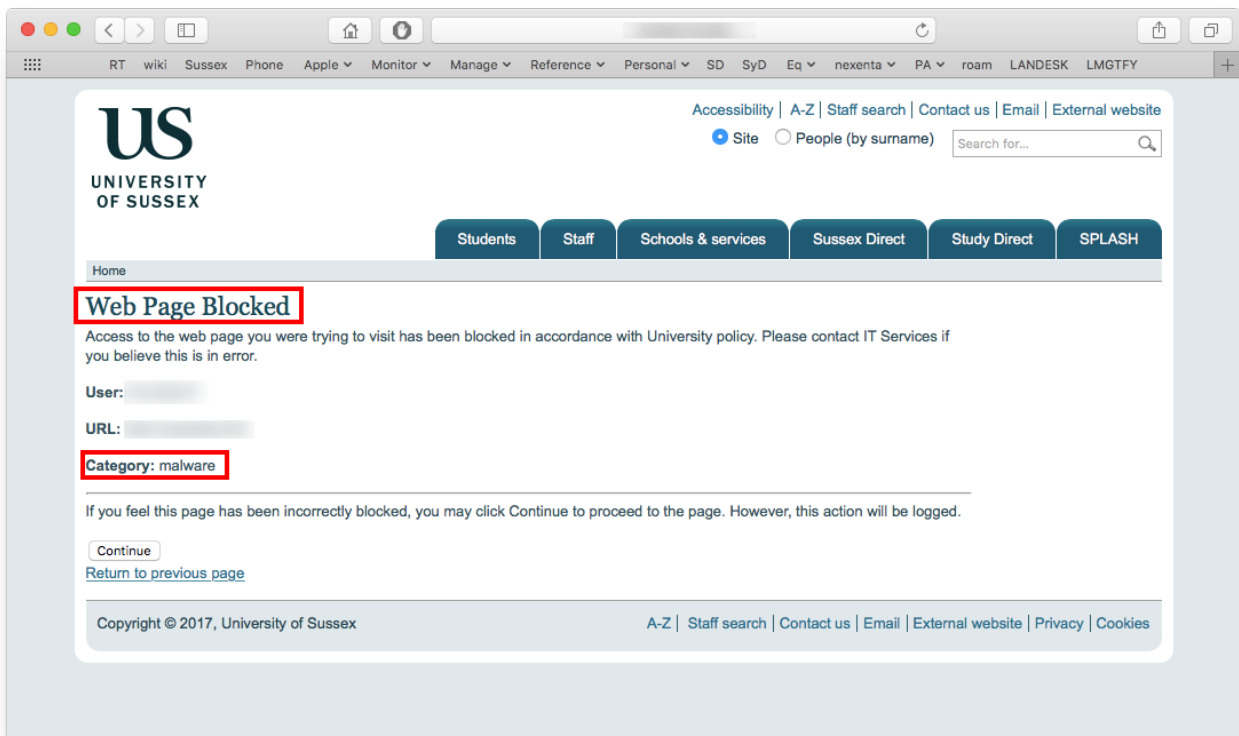 RT wiki Sussex Phone Apple Monitor Manage Reference Personal SD SyD Eq nexenta PA roam LANDESK LMGTFY
Accessibility | A-Z | Staff search | Contact us | Email | External website
Site People (by surname) Search for...
US
UNIVERSITY
OF SUSSEX
Students Staff Schools & services Sussex Direct Study Direct SPLASH
Home
Web Page Blocked
Access to the web page you were trying to visit has been blocked in accordance with University policy. Please contact IT Services if
you believe this is in error.
User:
URL:
Category: malware
If you feel this page has been incorrectly blocked, you may click Continue to proceed to the page. However, this action will be logged.
Continue
Return to previous page
Copyright © 2017, University of Sussex A-Z | Staff search | Contact us | Email | External website | Privacy | Cookies